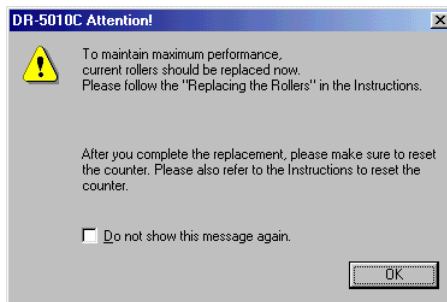 DR-5010C Attention!
To maintain maximum performance,
current rollers should be replaced now.
Please follow the "Replacing the Rollers" in the Instructions.
After you complete the replacement, please make sure to reset
the counter. Please also refer to the Instructions to reset the
counter.
Do not show this message again.
OK